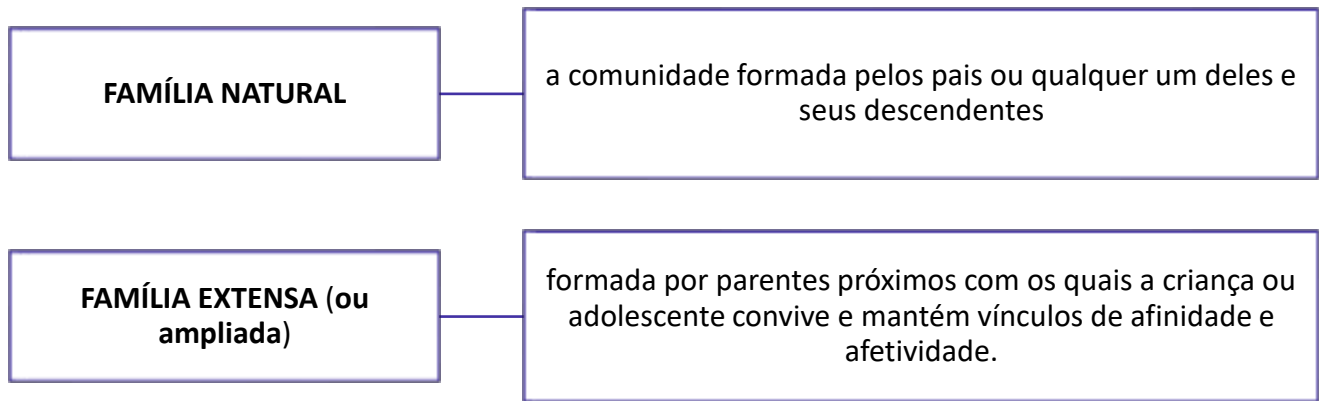 FAMÍLIA NATURAL
a comunidade formada pelos pais ou qualquer um deles e
seus descendentes
FAMÍLIA EXTENSA (ou
ampliada)
formada por parentes próximos com os quais a criança ou
adolescente convive e mantém vínculos de afinidade e
afetividade.